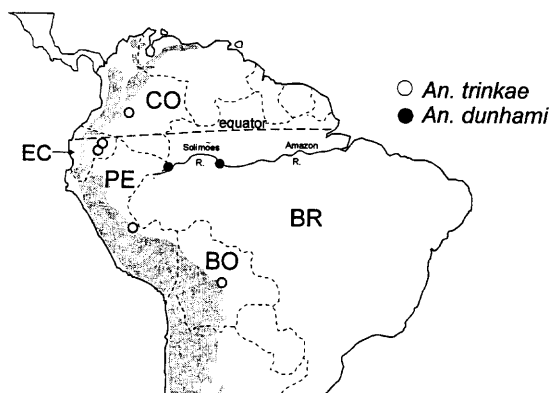 CO
An. trinkae
An. dunhami
equator
EC
Solimoes
Amazon
R.
R.
PE
BR
BO